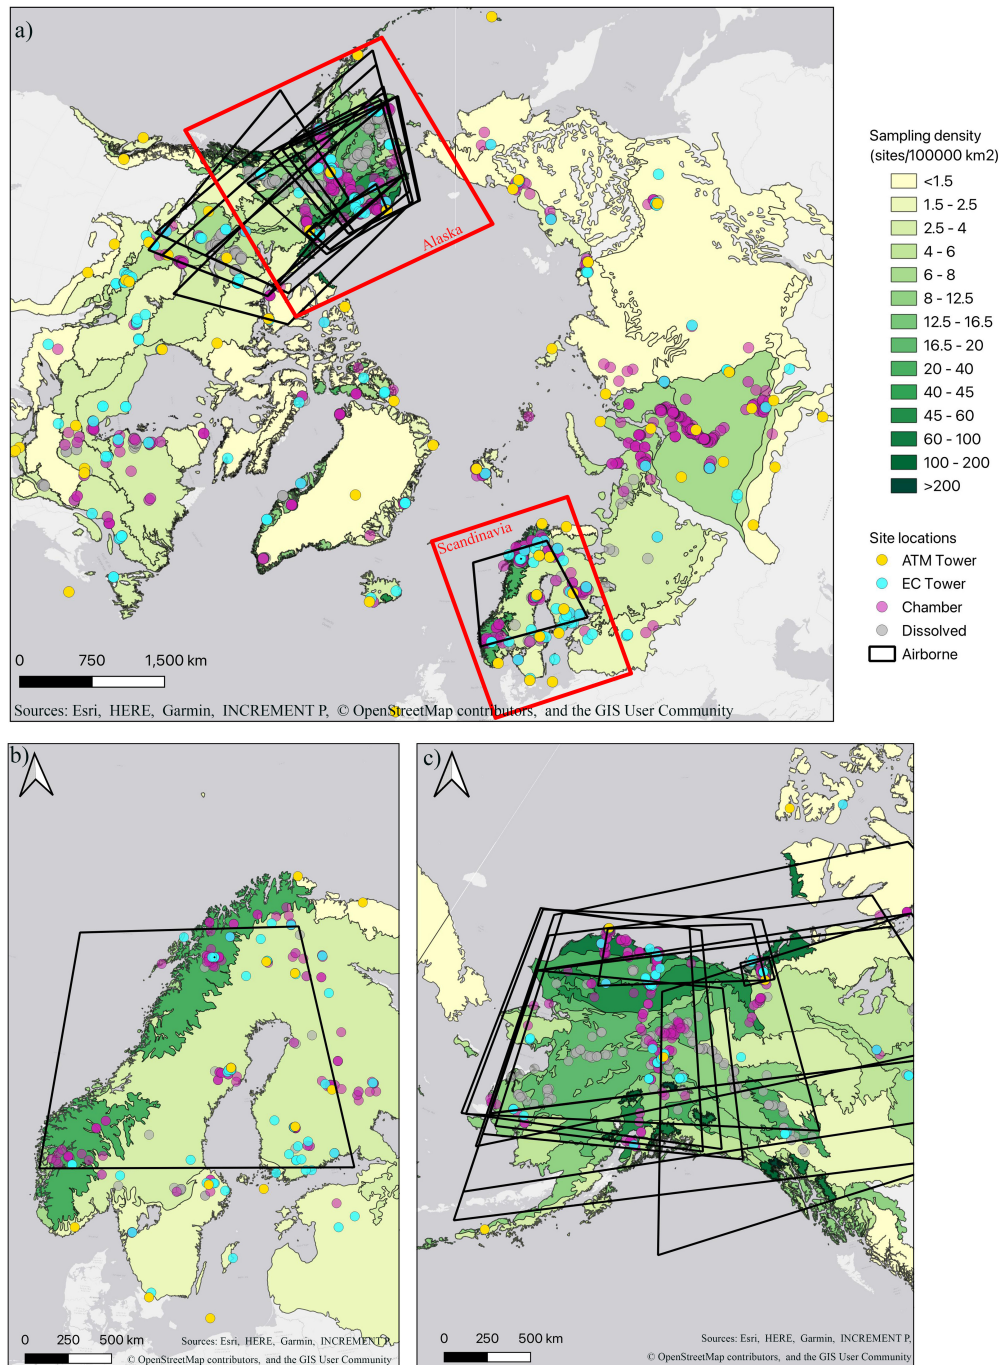 a)
Alaska
Scandinavia
0 750 1,500 km
Sources: Esri, HERE, Garmin, INCREMENT P, © OpenStreetMap contributors, and the GIS User Community
Sampling density
(sites/100000 km2)
<1.5
1.5 - 2.5
2.5 - 4
4 - 6
6 - 8
8 - 12.5
12.5 - 16.5
16.5 - 20
20 - 40
40 - 45
45 - 60
60 - 100
100 - 200
>200
Site locations
ATM Tower
EC Tower
Chamber
Dissolved
Airborne
b)
0 250 500 km
Sources: Esri, HERE, Garmin, INCREMENT P,
© OpenStreetMap contributors, and the GIS User Community
c)
0 250 500 km
Sources: Esri, HERE, Garmin, INCREMENT P,
© OpenStreetMap contributors, and the GIS User Community